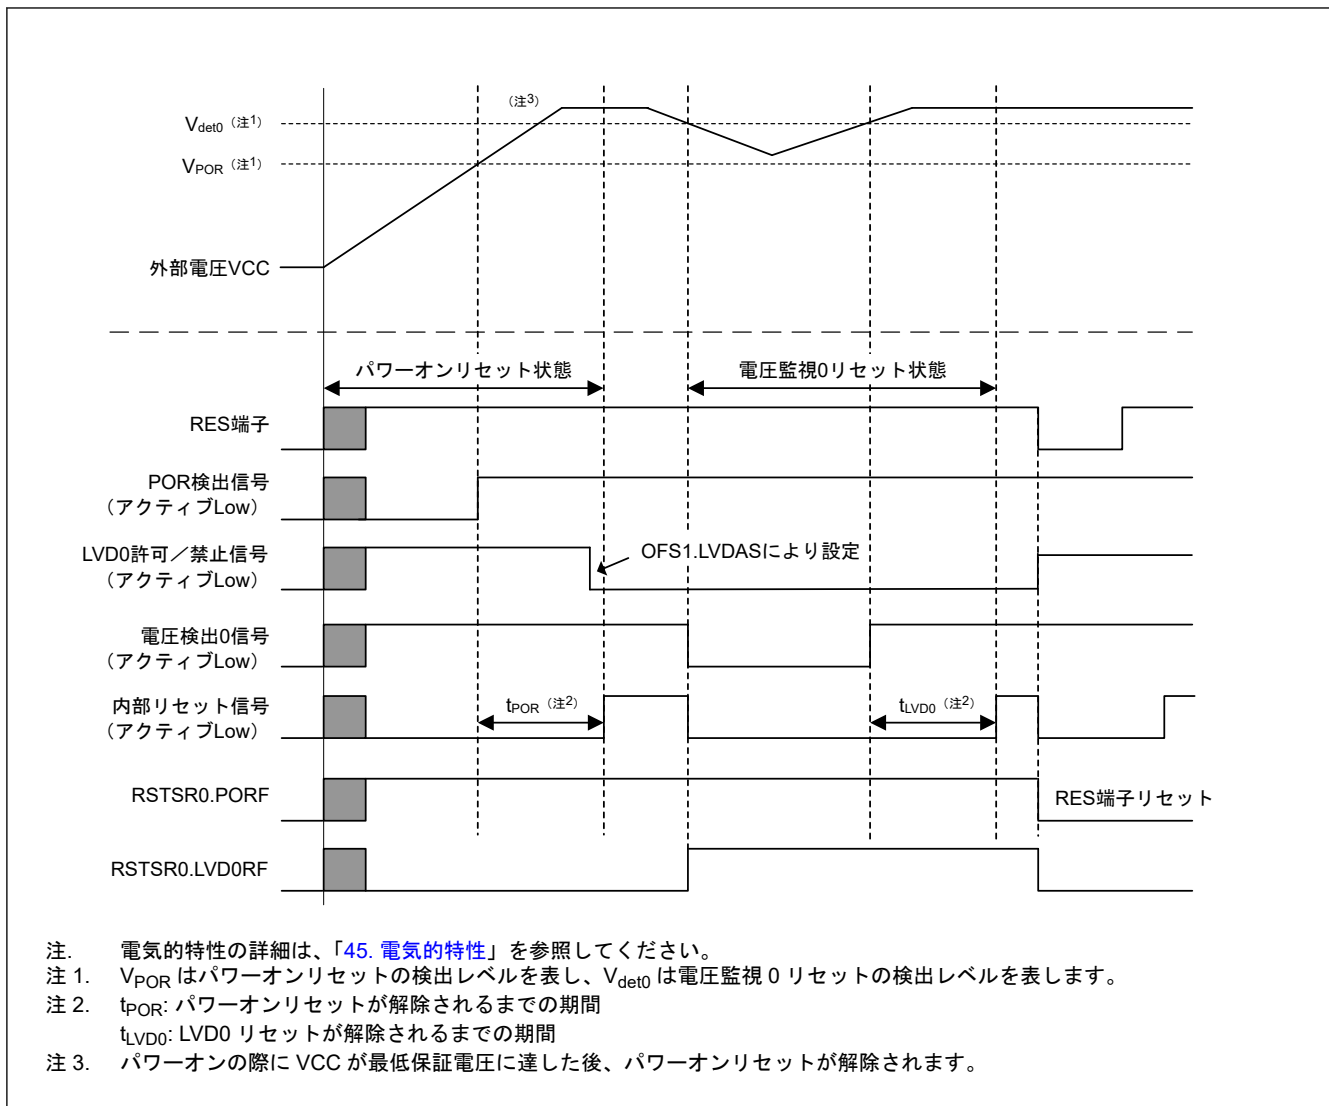 （注3）
Vdet0（注1）
VPOR（注1）
外部電圧VCC
パワーオンリセット状態
電圧監視0リセット状態
RES端子
POR検出信号
（アクティブLow）
LVD0許可／禁止信号
（アクティブLow）
OFS1.LVDASにより設定
電圧検出0信号
（アクティブLow）
内部リセット信号
（アクティブLow）
tPOR（注2）
tLVD0（注2）
RSTSR0.PORF
RES端子リセット
RSTSR0.LVD0RF
注. 電気的特性の詳細は、「45. 電気的特性」を参照してください。
注 1. VPOR はパワーオンリセットの検出レベルを表し、Vdet0 は電圧監視 0 リセットの検出レベルを表します。
注 2. tPOR: パワーオンリセットが解除されるまでの期間
tLVD0: LVD0 リセットが解除されるまでの期間
注 3. パワーオンの際に VCC が最低保証電圧に達した後、パワーオンリセットが解除されます。